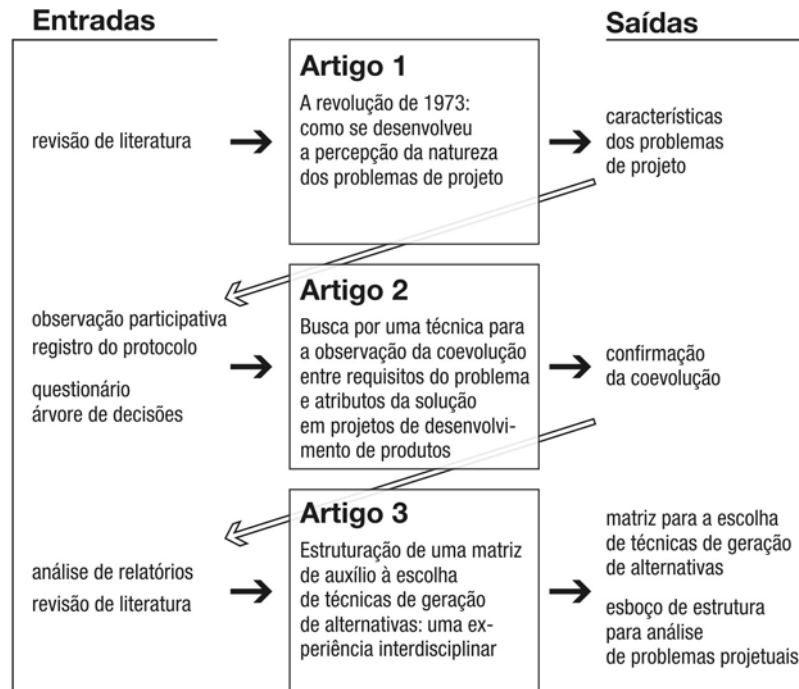 Entradas
Saídas
Artigo 1
A revolução de 1973:
como se desenvolveu
a percepção da natureza
dos problemas de projeto
revisão de literatura
características
dos problemas
de projeto
Artigo 2
Busca por uma técnica para
a observação da coevolução
entre requisitos do problema
e atributos da solução
em projetos de desenvolvi-
mento de produtos
observação participativa
registro do protocolo
questionário
árvore de decisões
confirmação
da coevolução
Artigo 3
Estruturação de uma matriz
de auxílio à escolha
de técnicas de geração
de alternativas: uma ex-
periência interdisciplinar
análise de relatórios
revisão de literatura
matriz para a escolha
de técnicas de geração
de alternativas
esboço de estrutura
para análise
de problemas projetuais